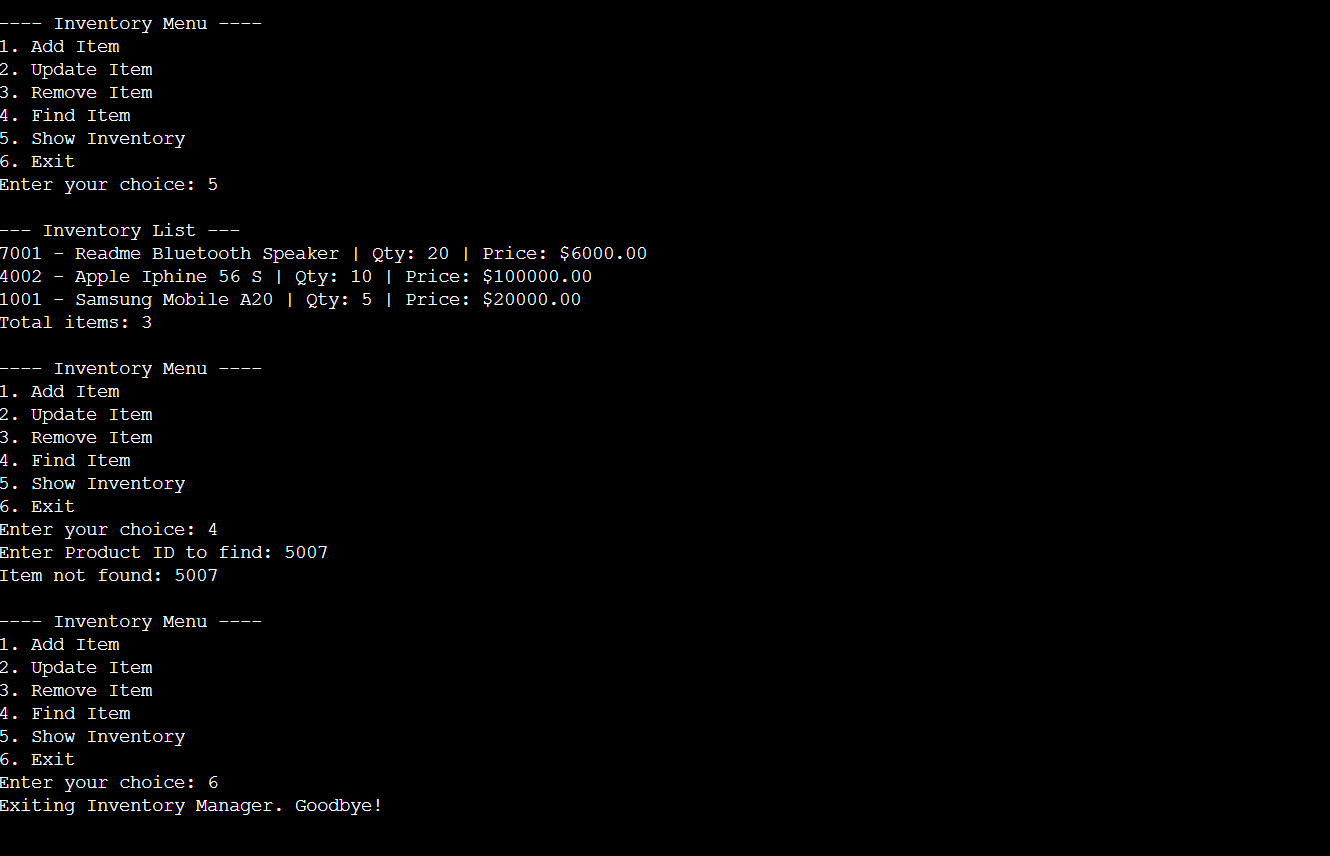 ---- Inventory Menu ----
1. Add Item
2. Update Item
3. Remove Item
4. Find Item
5. Show Inventory
6. Exit
Enter your choice: 5
--- Inventory List ---
7001 - Readme Bluetooth Speaker | Qty: 20 | Price: $6000.00
4002 - Apple Iphine 56 S | Qty: 10 | Price: $100000.00
1001 - Samsung Mobile A20 | Qty: 5 | Price: $20000.00
Total items: 3
---- Inventory Menu ----
1. Add Item
2. Update Item
3. Remove Item
4. Find Item
5. Show Inventory
6. Exit
Enter your choice: 4
Enter Product ID to find: 5007
Item not found: 5007
---- Inventory Menu ----
1. Add Item
2. Update Item
3. Remove Item
4. Find Item
5. Show Inventory
6. Exit
Enter your choice: 6
Exiting Inventory Manager. Goodbye!